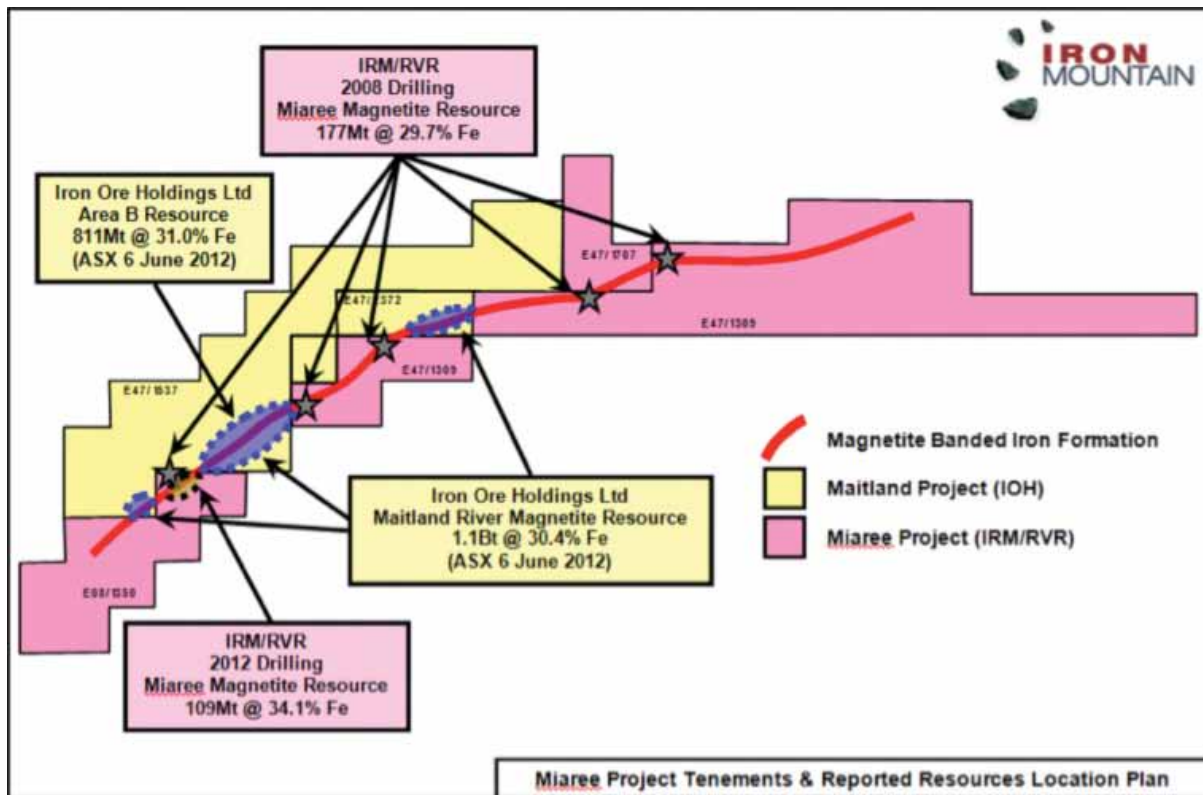 IRON
MOUNTAIN
IRM/RVR
2008 Drilling
Miaree Magnetite Resource
177Mt @ 29.7% Fe
Iron Ore Holdings Ltd
Area B Resource
811Mt @ 31.0% Fe
(ASX 6 June 2012)
E47/1707
E47/1309
E47/1309
E47/1537
Magnetite Banded Iron Formation
Maitland Project (IOH)
Miaree Project (IRM/RVR)
Iron Ore Holdings Ltd
Maitland River Magnetite Resource
1.1Bt @ 30.4% Fe
(ASX 6 June 2012)
IRM/RVR
2012 Drilling
Miaree Magnetite Resource
109Mt @ 34.1% Fe
Miaree Project Tenements & Reported Resources Location Plan